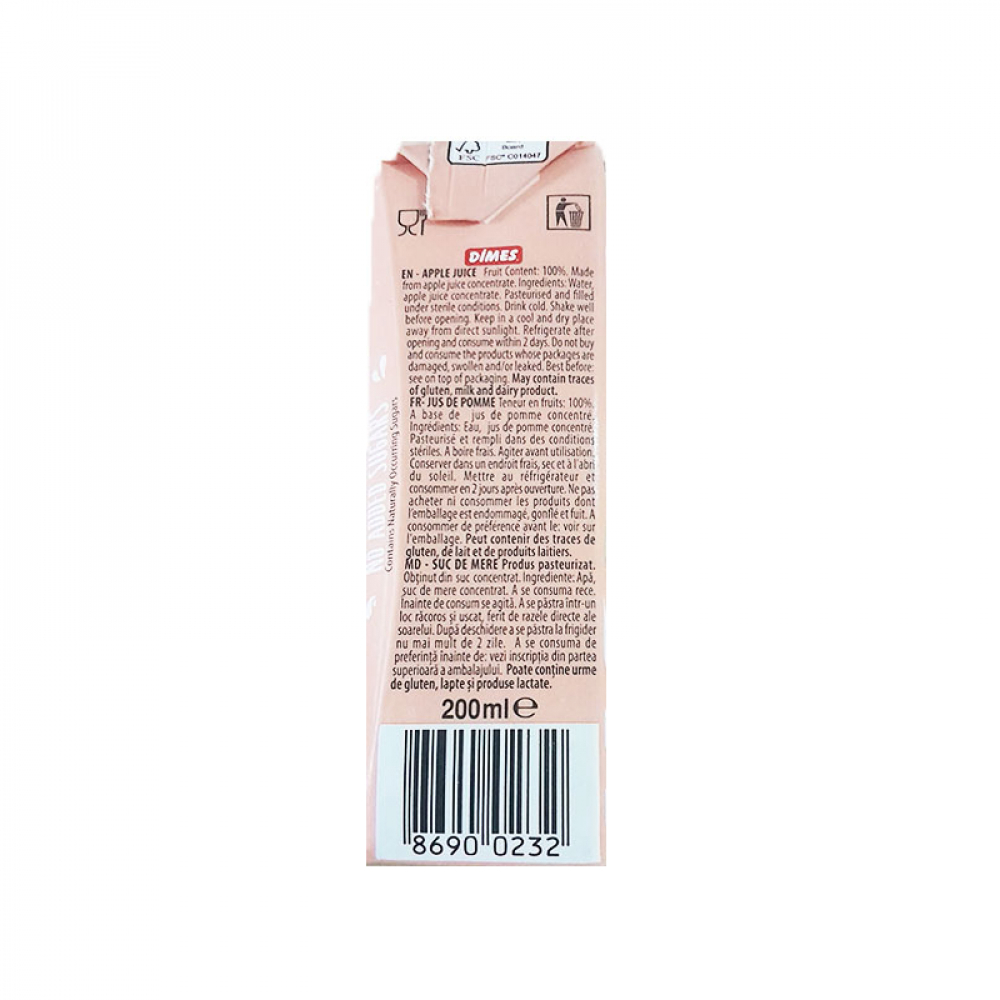 Board
FSC FSC® C014047
DİMES
EN - APPLE JUICE Fruit Content: 100%. Made
from apple juice concentrate. Ingredients: Water,
apple juice concentrate. Pasteurised and filled
under sterile conditions. Drink cold. Shake well
before opening. Keep in a cool and dry place
away from direct sunlight. Refrigerate after
opening and consume within 2 days. Do not buy
and consume the products whose packages are
damaged, swollen and/or leaked. Best before:
see on top of packaging. May contain traces
of gluten, milk and dairy product.
FR- JUS DE POMME Teneur en fruits: 100%.
A base de jus de pomme concentré.
Ingrédients: Eau, jus de pomme concentré.
Pasteurisé et rempli dans des conditions
stériles. A boire frais. Agiter avant utilisation.
Conserver dans un endroit frais, sec et à l'abri
du soleil. Mettre au réfrigérateur et
consommer en 2 jours après ouverture. Ne pas
acheter ni consommer les produits dont
l'emballage est endommagé, gonflé et fuit. A
consommer de préférence avant le: voir sur
l'emballage. Peut contenir des traces de
gluten, de lait et de produits laitiers.
MD - SUC DE MERE Produs pasteurizat.
Obținut din suc concentrat. Ingrediente: Apă,
suc de mere concentrat. A se consuma rece.
Înainte de consum se agită. A se păstra într-un
loc răcoros și uscat, ferit de razele directe ale
soarelui. După deschidere a se păstra la frigider
nu mai mult de 2 zile. A se consuma de
preferință înainte de: vezi inscripția din partea
superioară a ambalajului. Poate conține urme
de gluten, lapte și produse lactate.
200ml e
8690 0232
NO ADDED SUGARS
Contains Naturally Occurring Sugars